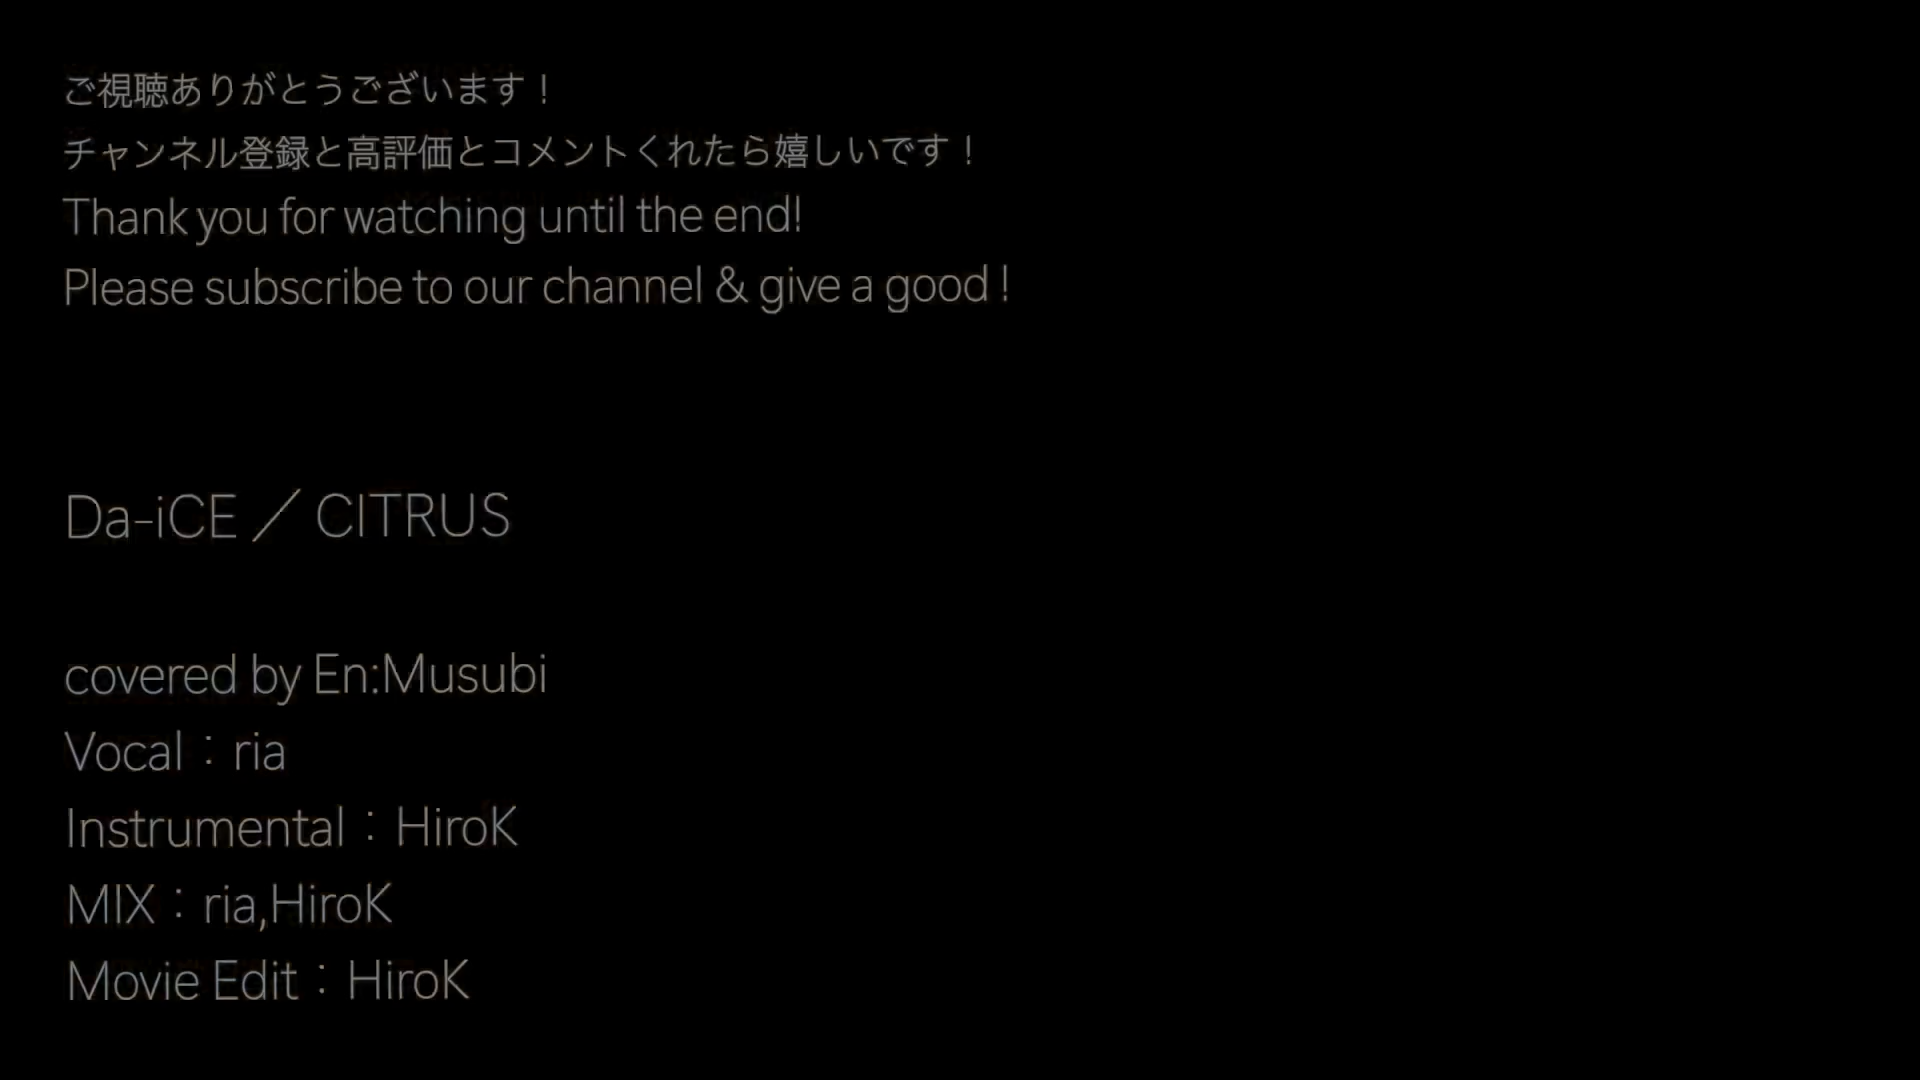 ご視聴ありがとうございます！
チャンネル登録と高評価とコメントくれたら嬉しいです！
Thank you for watching until the end!
Please subscribe to our channel & give a good !
Da-iCE ／ CITRUS
covered by En:Musubi
Vocal：ria
Instrumental：HiroK
MIX：ria,HiroK
Movie Edit：HiroK